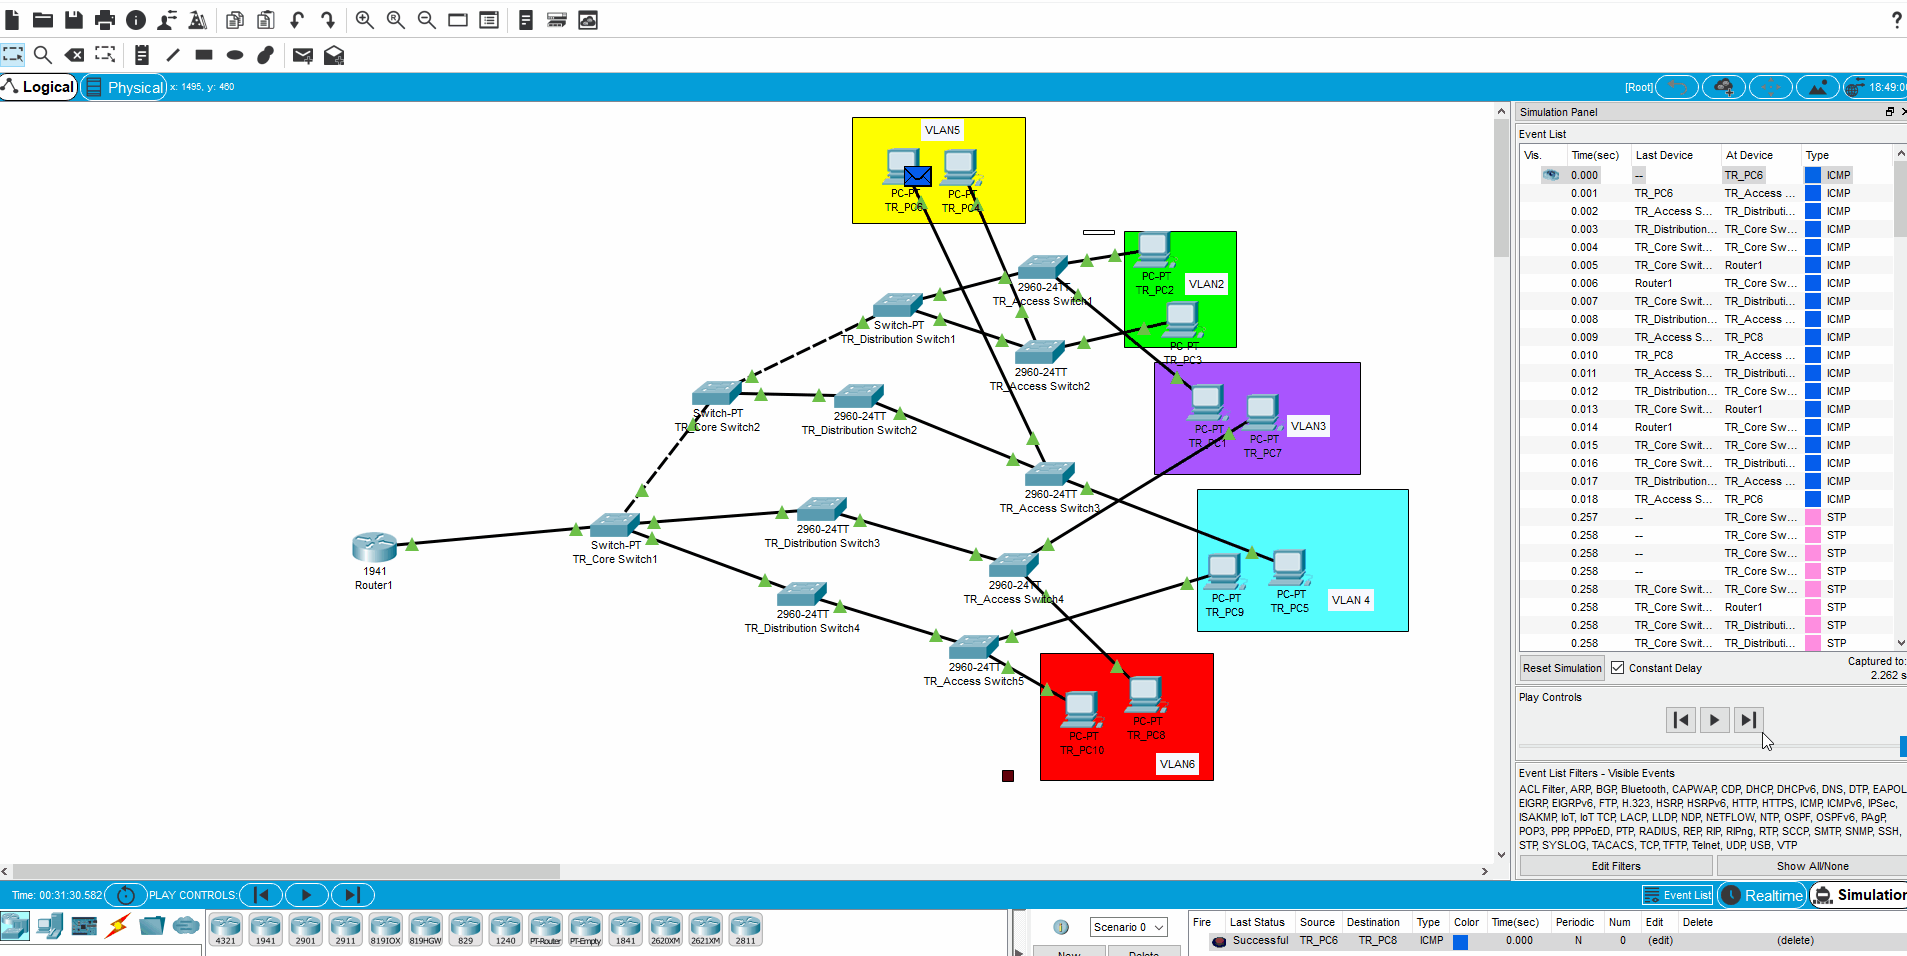 ?
Logical
Physical
x: 1495, y: 460
[Root]
18:49:0
VLAN5
PC-PT
TR_PC6
PC-PT
TR_PC4
2960-24TT
TR_Access Switch1
PC-PT
TR_PC2
VLAN2
Switch-PT
TR_Distribution Switch1
PC-PT
TR_PC3
2960-24TT
TR_Access Switch2
Switch-PT
TR_Core Switch2
2960-24TT
TR_Distribution Switch2
PC-PT
TR_PC1
PC-PT
TR_PC7
VLAN3
2960-24TT
TR_Access Switch3
Switch-PT
TR_Core Switch1
2960-24TT
TR_Distribution Switch3
1941
Router1
2960-24TT
TR_Access Switch4
PC-PT
TR_PC9
PC-PT
TR_PC5
VLAN 4
2960-24TT
TR_Distribution Switch4
2960-24TT
TR_Access Switch5
PC-PT
TR_PC10
PC-PT
TR_PC8
VLAN6
Simulation Panel
Event List
Vis. Time(sec) Last Device At Device Type
0.000 -- TR_PC6 ICMP
0.001 TR_PC6 TR_Access ... ICMP
0.002 TR_Access S... TR_Distributi... ICMP
0.003 TR_Distribution... TR_Core Sw... ICMP
0.004 TR_Core Swit... TR_Core Sw... ICMP
0.005 TR_Core Swit... Router1 ICMP
0.006 Router1 TR_Core Sw... ICMP
0.007 TR_Core Swit... TR_Distributi... ICMP
0.008 TR_Distribution... TR_Access ... ICMP
0.009 TR_Access S... TR_PC8 ICMP
0.010 TR_PC8 TR_Access ... ICMP
0.011 TR_Access S... TR_Distributi... ICMP
0.012 TR_Distribution... TR_Core Sw... ICMP
0.013 TR_Core Swit... Router1 ICMP
0.014 Router1 TR_Core Sw... ICMP
0.015 TR_Core Swit... TR_Core Sw... ICMP
0.016 TR_Core Swit... TR_Distributi... ICMP
0.017 TR_Distribution... TR_Access ... ICMP
0.018 TR_Access S... TR_PC6 ICMP
0.257 -- TR_Core Sw... STP
0.258 -- TR_Core Sw... STP
0.258 -- TR_Core Sw... STP
0.258 -- TR_Core Sw... STP
0.258 TR_Core Swit... TR_Core Sw... STP
0.258 TR_Core Swit... Router1 STP
0.258 TR_Core Swit... TR_Distributi... STP
0.258 TR_Core Swit... TR_Distributi... STP
Reset Simulation Constant Delay Captured to:
2.262 s
Play Controls
Event List Filters - Visible Events
ACL Filter, ARP, BGP, Bluetooth, CAPWAP, CDP, DHCP, DHCPv6, DNS, DTP, EAPOL
EIGRP, EIGRPv6, FTP, H.323, HSRP, HSRPv6, HTTP, HTTPS, ICMP, ICMPv6, IPSec,
ISAKMP, IoT, IoT TCP, LACP, LLDP, NDP, NETFLOW, NTP, OSPF, OSPFv6, PAgP,
POP3, PPP, PPPoED, PTP, RADIUS, REP, RIP, RIPng, RTP, SCCP, SMTP, SNMP, SSH,
STP, SYSLOG, TACACS, TCP, TFTP, Telnet, UDP, USB, VTP
Edit Filters Show All/None
Time: 00:31:30.582 PLAY CONTROLS:
Event List Realtime Simulation
4321 1941 2901 2911 819IOX 819HGW 829 1240 PT-Router PT-Empty 1841 2620XM 2621XM 2811
Scenario 0
New Delete
Fire Last Status Source Destination Type Color Time(sec) Periodic Num Edit Delete
Successful TR_PC6 TR_PC8 ICMP 0.000 N 0 (edit) (delete)